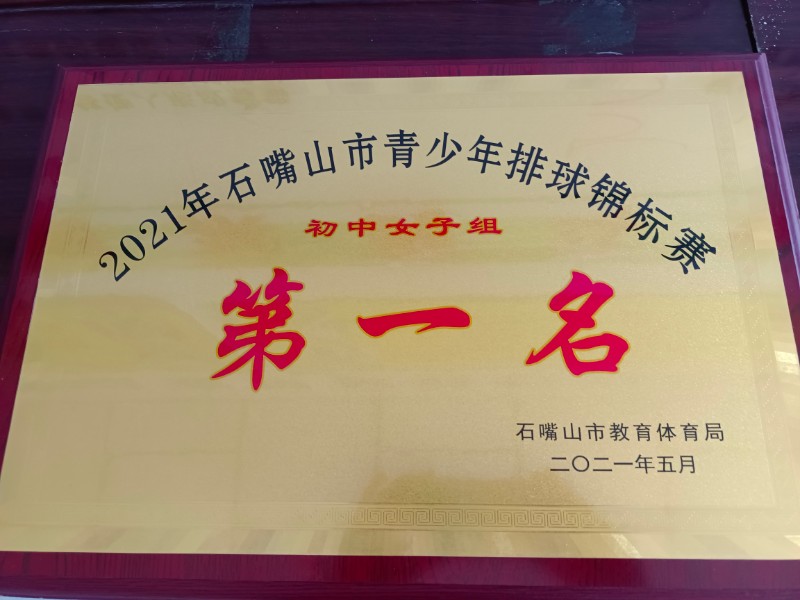 2021年石嘴山市青少年排球锦标赛
初中女子组
第一名
石嘴山市教育体育局
二〇二一年五月